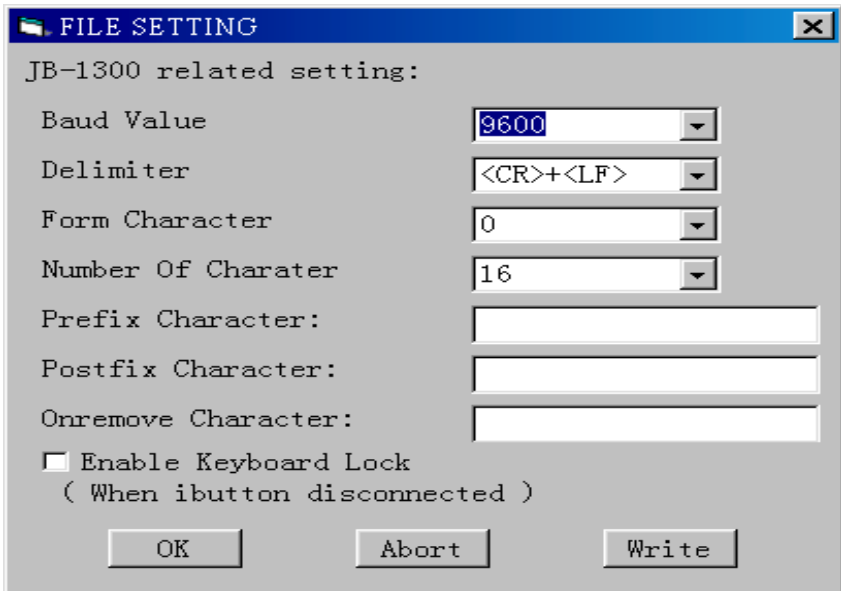 FILE SETTING
JB-1300 related setting:
Baud Value 9600
Delimiter <CR>+<LF>
Form Character 0
Number Of Charater 16
Prefix Character:
Postfix Character:
Onremove Character:
Enable Keyboard Lock
( When ibutton disconnected )
OK Abort Write